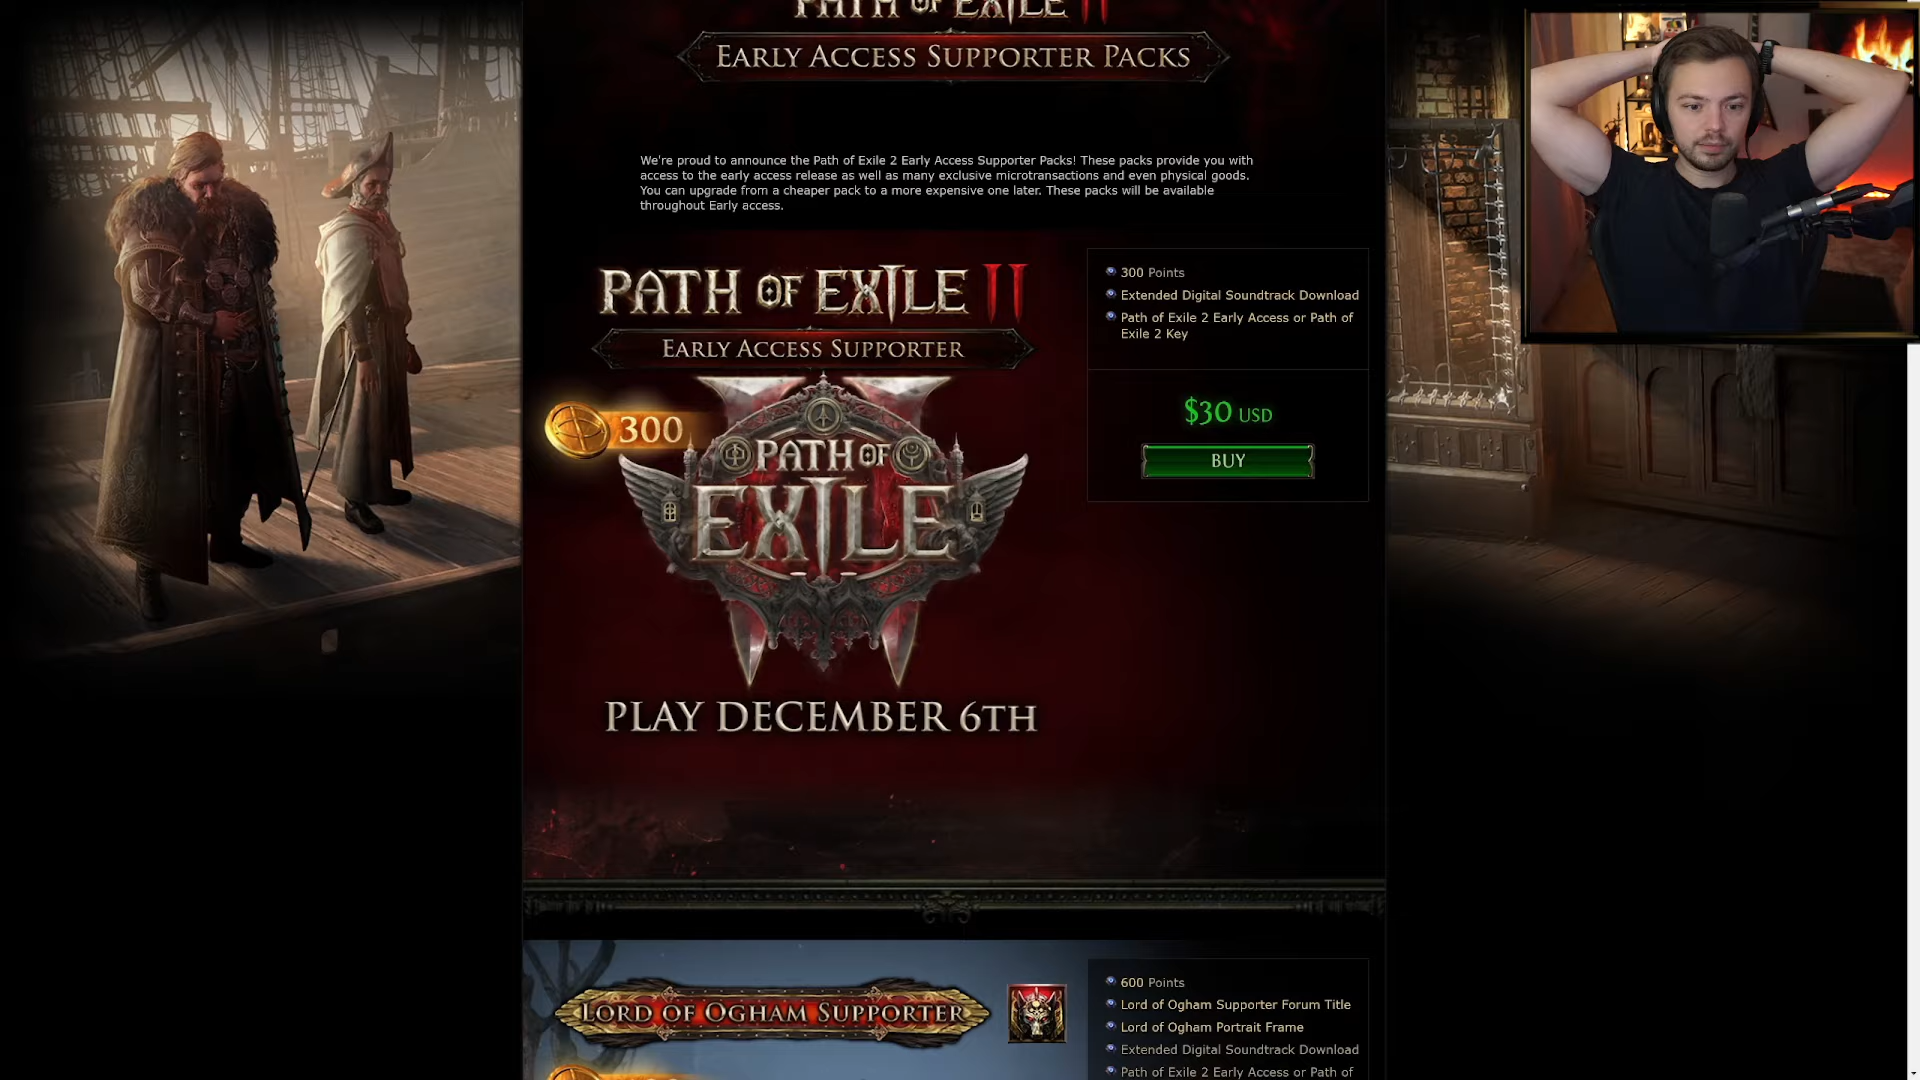 PATH OF EXILE II
EARLY ACCESS SUPPORTER PACKS
We're proud to announce the Path of Exile 2 Early Access Supporter Packs! These packs provide you with
access to the early access release as well as many exclusive microtransactions and even physical goods.
You can upgrade from a cheaper pack to a more expensive one later. These packs will be available
throughout Early access.
PATH OF EXILE II
EARLY ACCESS SUPPORTER
300
PATH OF
EXILE
PLAY DECEMBER 6TH
300 Points
Extended Digital Soundtrack Download
Path of Exile 2 Early Access or Path of
Exile 2 Key
$30 USD
BUY
LORD OF OGHAM SUPPORTER
600 Points
Lord of Ogham Supporter Forum Title
Lord of Ogham Portrait Frame
Extended Digital Soundtrack Download
Path of Exile 2 Early Access or Path of